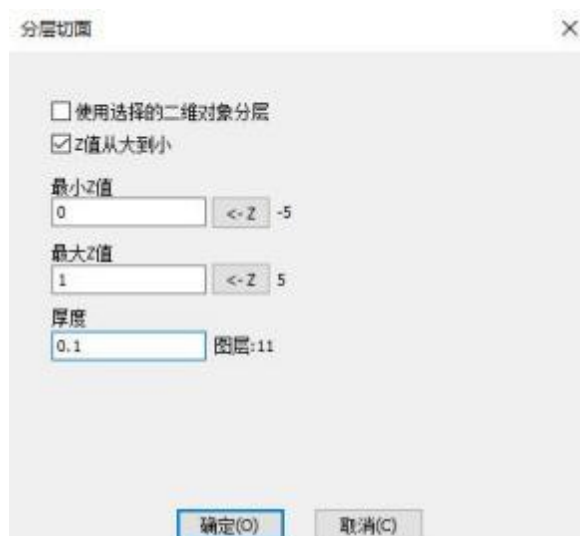 分层切面
使用选择的二维对象分层
Z值从大到小
最小Z值
0 <-Z -5
最大Z值
1 <-Z 5
厚度
0.1 图层:11
确定(O) 取消(C)